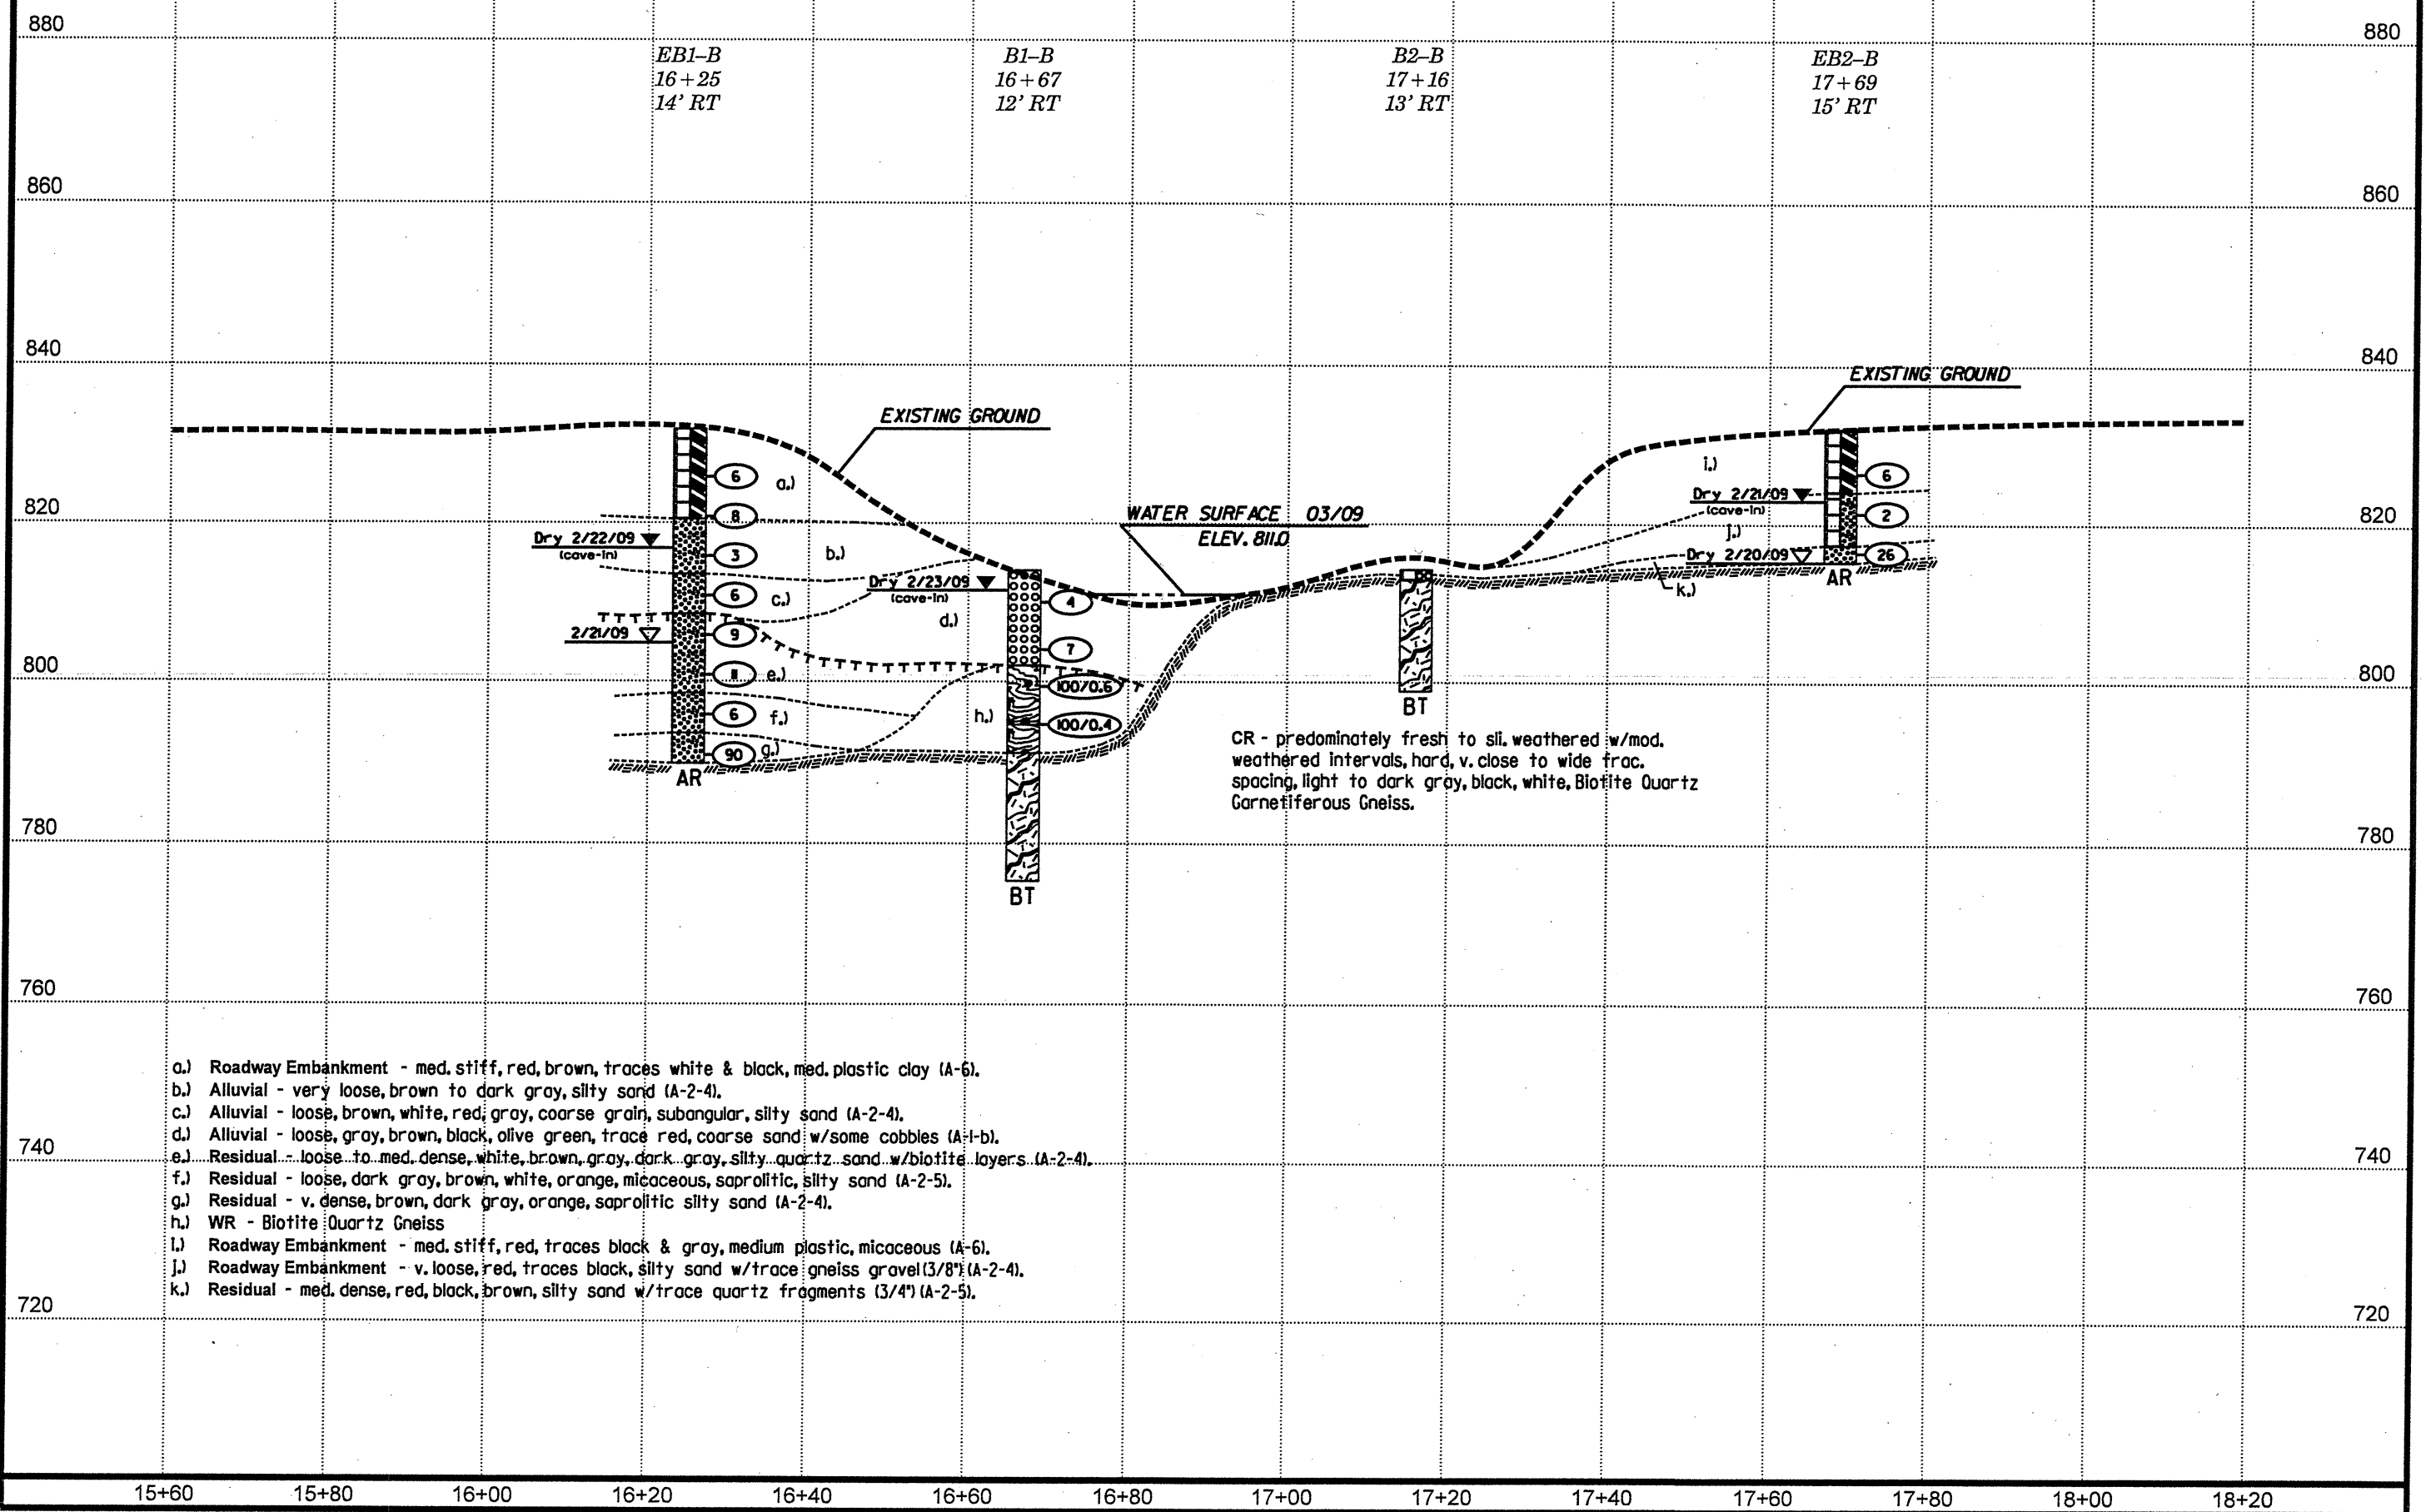 880
880
EB1-B
16+25
14' RT
B1-B
16+67
12' RT
B2-B
17+16
13' RT
EB2-B
17+69
15' RT
860
860
840
840
EXISTING GROUND
EXISTING GROUND
6
a.)
8
820
820
Dry 2/22/09
(cave-in)
3
b.)
6
c.)
2/21/09
9
e.)
6
f.)
90
g.)
AR
Dry 2/23/09
(cave-in)
d.)
4
7
100/0.6
100/0.4
h.)
BT
WATER SURFACE 03/09
ELEV. 811.0
i.)
Dry 2/21/09
(cave-in)
j.)
Dry 2/20/09
k.)
6
2
26
AR
BT
800
800
CR - predominately fresh to sli. weathered w/mod.
weathered intervals, hard, v. close to wide frac.
spacing, light to dark gray, black, white, Biotite Quartz
Garnetiferous Gneiss.
780
780
760
760
a.) Roadway Embankment - med. stiff, red, brown, traces white & black, med. plastic clay (A-6).
b.) Alluvial - very loose, brown to dark gray, silty sand (A-2-4).
c.) Alluvial - loose, brown, white, red, gray, coarse grain, subangular, silty sand (A-2-4).
d.) Alluvial - loose, gray, brown, black, olive green, trace red, coarse sand w/some cobbles (A-1-b).
740
e.) Residual - loose to med. dense, white, brown, gray, dark gray, silty quartz sand w/biotite layers (A-2-4).
740
f.) Residual - loose, dark gray, brown, white, orange, micaceous, saprolitic, silty sand (A-2-5).
g.) Residual - v. dense, brown, dark gray, orange, saprolitic silty sand (A-2-4).
h.) WR - Biotite Quartz Gneiss
i.) Roadway Embankment - med. stiff, red, traces black & gray, medium plastic, micaceous (A-6).
j.) Roadway Embankment - v. loose, red, traces black, silty sand w/trace gneiss gravel (3/8") (A-2-4).
k.) Residual - med. dense, red, black, brown, silty sand w/trace quartz fragments (3/4") (A-2-5).
720
720
15+60 15+80 16+00 16+20 16+40 16+60 16+80 17+00 17+20 17+40 17+60 17+80 18+00 18+20